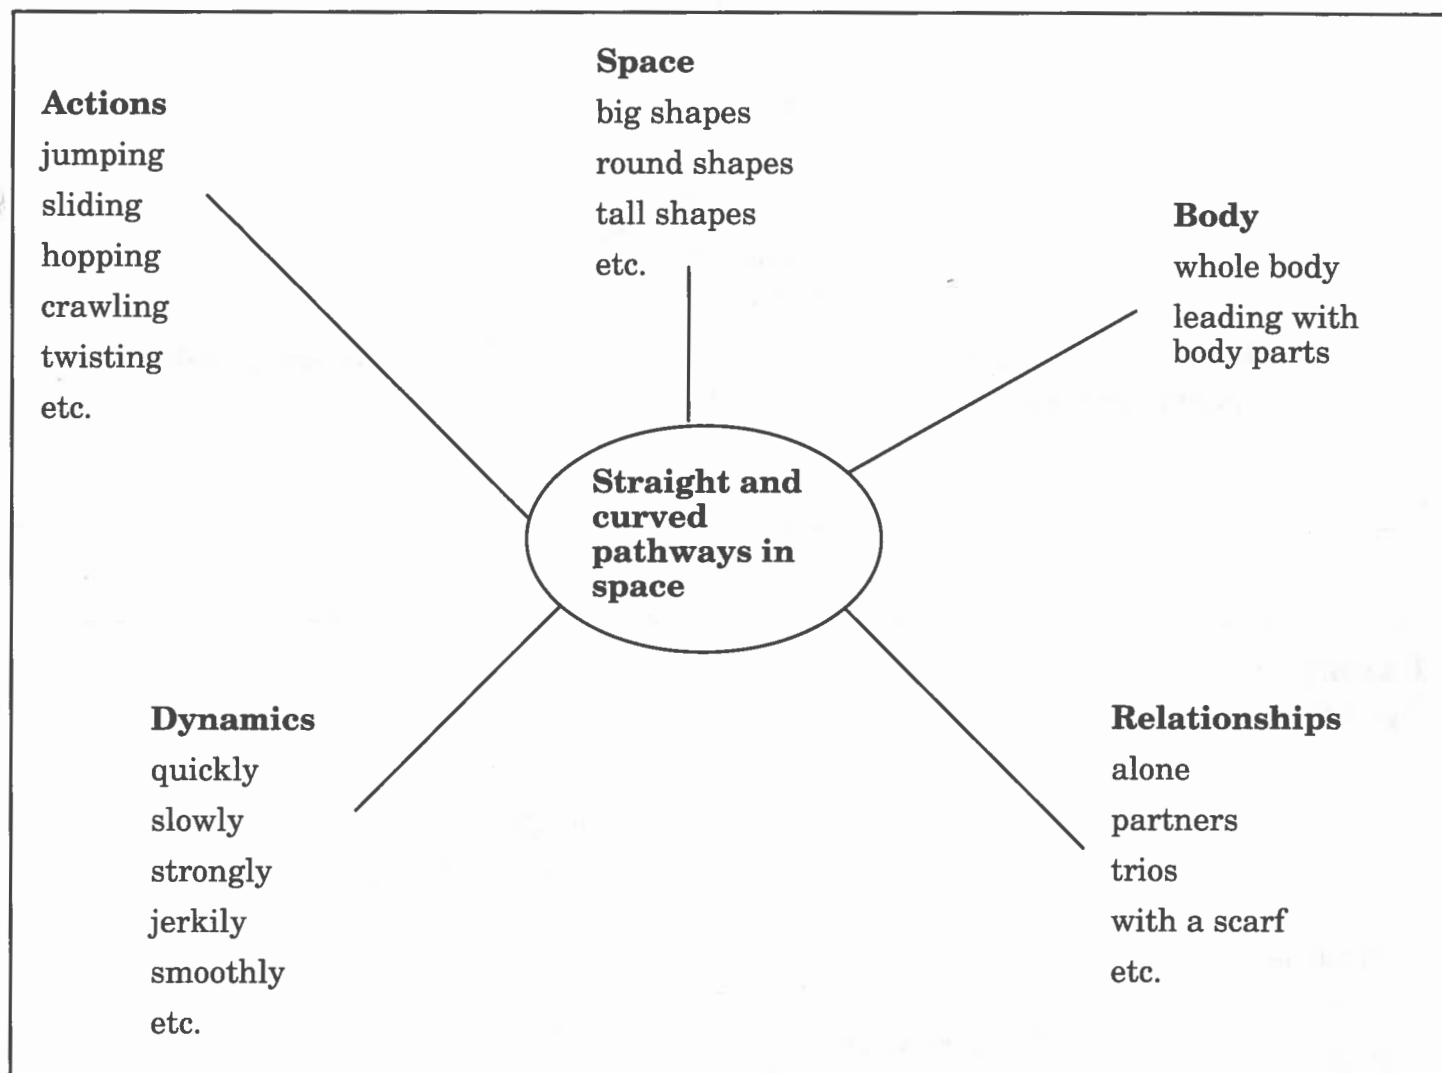 Actions
jumping
sliding
hopping
crawling
twisting
etc.
Space
big shapes
round shapes
tall shapes
etc.
Body
whole body
leading with
body parts
Straight and
curved
pathways in
space
Dynamics
quickly
slowly
strongly
jerkily
smoothly
etc.
Relationships
alone
partners
trios
with a scarf
etc.